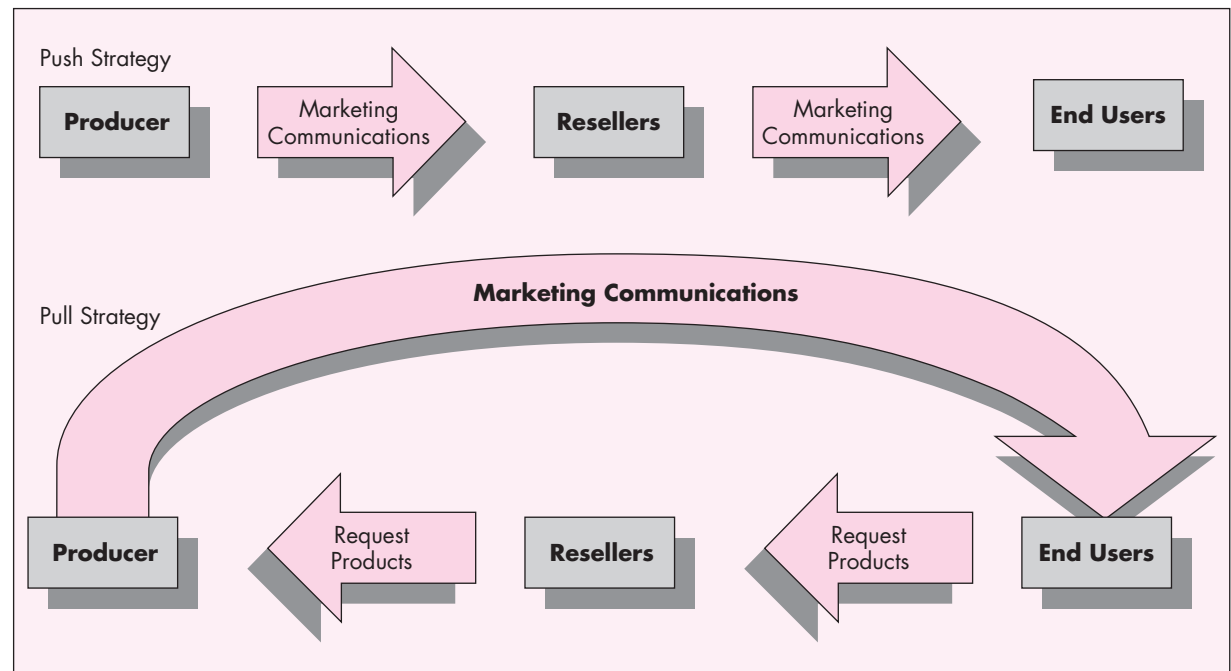 Push Strategy
Producer
Marketing
Communications
Resellers
Marketing
Communications
End Users
Marketing Communications
Pull Strategy
Producer
Request
Products
Resellers
Request
Products
End Users